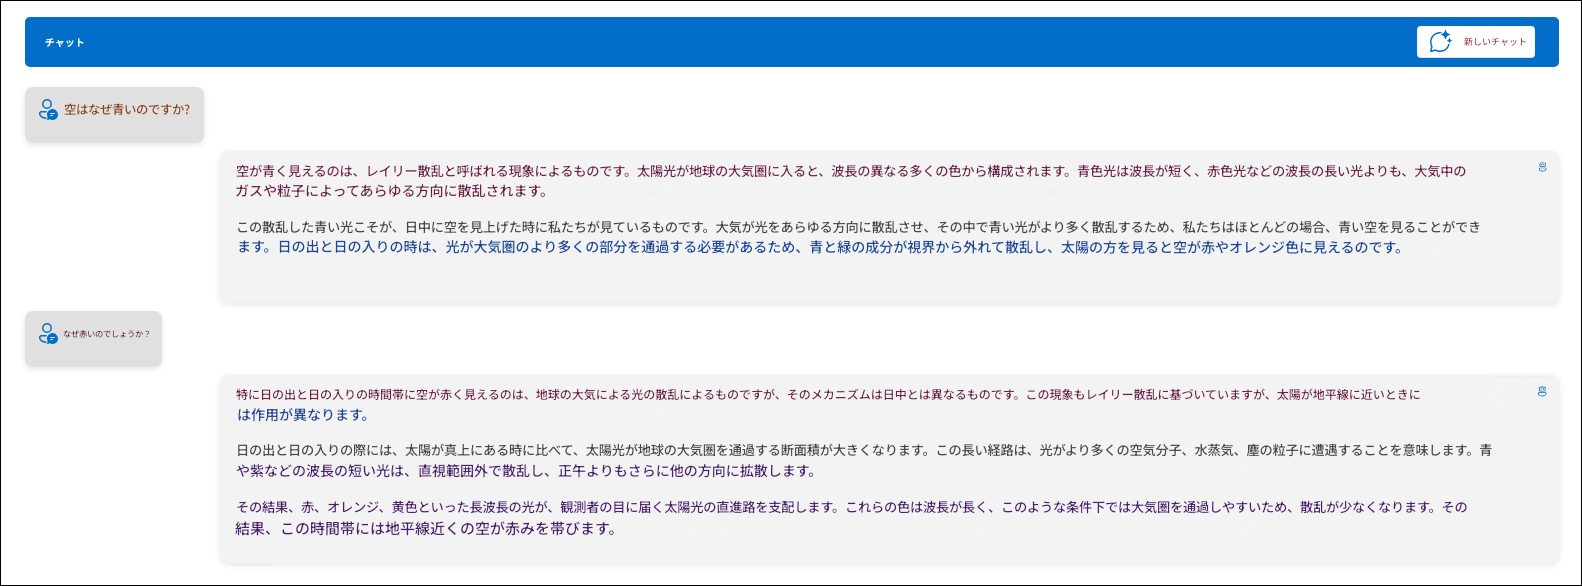 チャット
新しいチャット
空はなぜ青いのですか?
空が青く見えるのは、レイリー散乱と呼ばれる現象によるものです。太陽光が地球の大気圏に入ると、波長の異なる多くの色から構成されます。青色光は波長が短く、赤色光などの波長の長い光よりも、大気中の
ガスや粒子によってあらゆる方向に散乱されます。
この散乱した青い光こそが、日中に空を見上げた時に私たちが見ているものです。大気が光をあらゆる方向に散乱させ、その中で青い光がより多く散乱するため、私たちはほとんどの場合、青い空を見ることができ
ます。日の出と日の入りの時は、光が大気圏のより多くの部分を通過する必要があるため、青と緑の成分が視界から外れて散乱し、太陽の方を見ると空が赤やオレンジ色に見えるのです。
なぜ赤いのでしょうか？
特に日の出と日の入りの時間帯に空が赤く見えるのは、地球の大気による光の散乱によるものですが、そのメカニズムは日中とは異なるものです。この現象もレイリー散乱に基づいていますが、太陽が地平線に近いときに
は作用が異なります。
日の出と日の入りの際には、太陽が真上にある時に比べて、太陽光が地球の大気圏を通過する断面積が大きくなります。この長い経路は、光がより多くの空気分子、水蒸気、塵の粒子に遭遇することを意味します。青
や紫などの波長の短い光は、直視範囲外で散乱し、正午よりもさらに他の方向に拡散します。
その結果、赤、オレンジ、黄色といった長波長の光が、観測者の目に届く太陽光の直進路を支配します。これらの色は波長が長く、このような条件下では大気圏を通過しやすいため、散乱が少なくなります。その
結果、この時間帯には地平線近くの空が赤みを帯びます。